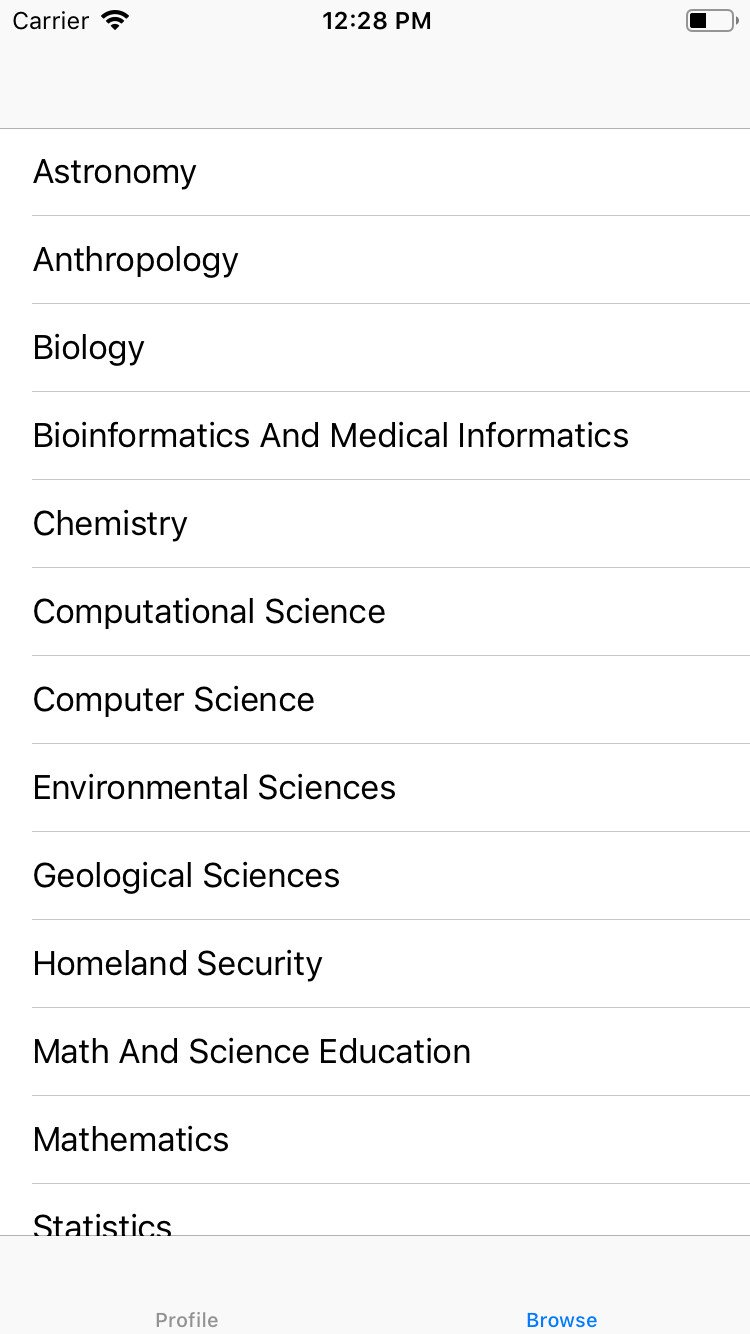 Carrier 12:28 PM
Astronomy
Anthropology
Biology
Bioinformatics And Medical Informatics
Chemistry
Computational Science
Computer Science
Environmental Sciences
Geological Sciences
Homeland Security
Math And Science Education
Mathematics
Statistics
Profile Browse